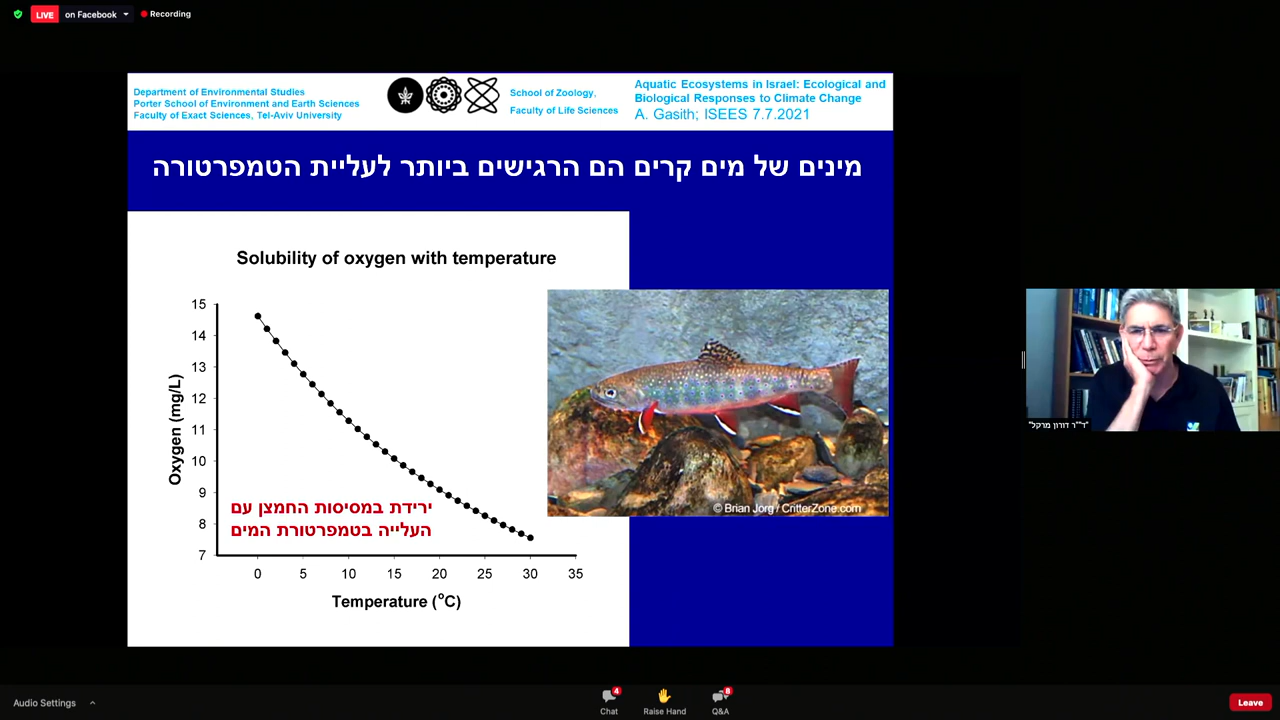 LIVE on Facebook Recording
Department of Environmental Studies
Porter School of Environment and Earth Sciences
Faculty of Exact Sciences, Tel-Aviv University
School of Zoology,
Faculty of Life Sciences
Aquatic Ecosystems in Israel: Ecological and
Biological Responses to Climate Change
A. Gasith; ISEES 7.7.2021
מינים של מים קרים הם הרגישים ביותר לעליית הטמפרטורה
Solubility of oxygen with temperature
15
14
13
12
11
10
9
8
7
Oxygen (mg/L)
ירידת במסיסות החמצן עם
העלייה בטמפרטורת המים
0 5 10 15 20 25 30 35
Temperature (°C)
© Brian Jorg / CritterZone.com
"ד"ר דורון מרקל"
Audio Settings
4
Chat
Raise Hand
8
Q&A
Leave